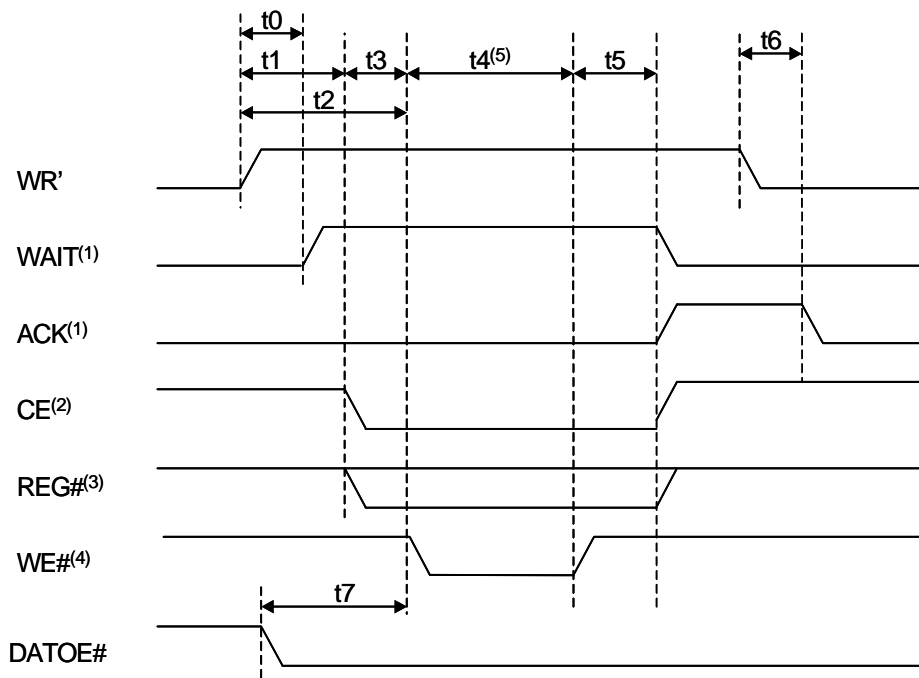 t0
t6
t1 t3 t4(5) t5
t2
WR’
WAIT(1)
ACK(1)
CE(2)
REG#(3)
WE#(4)
t7
DATOE#